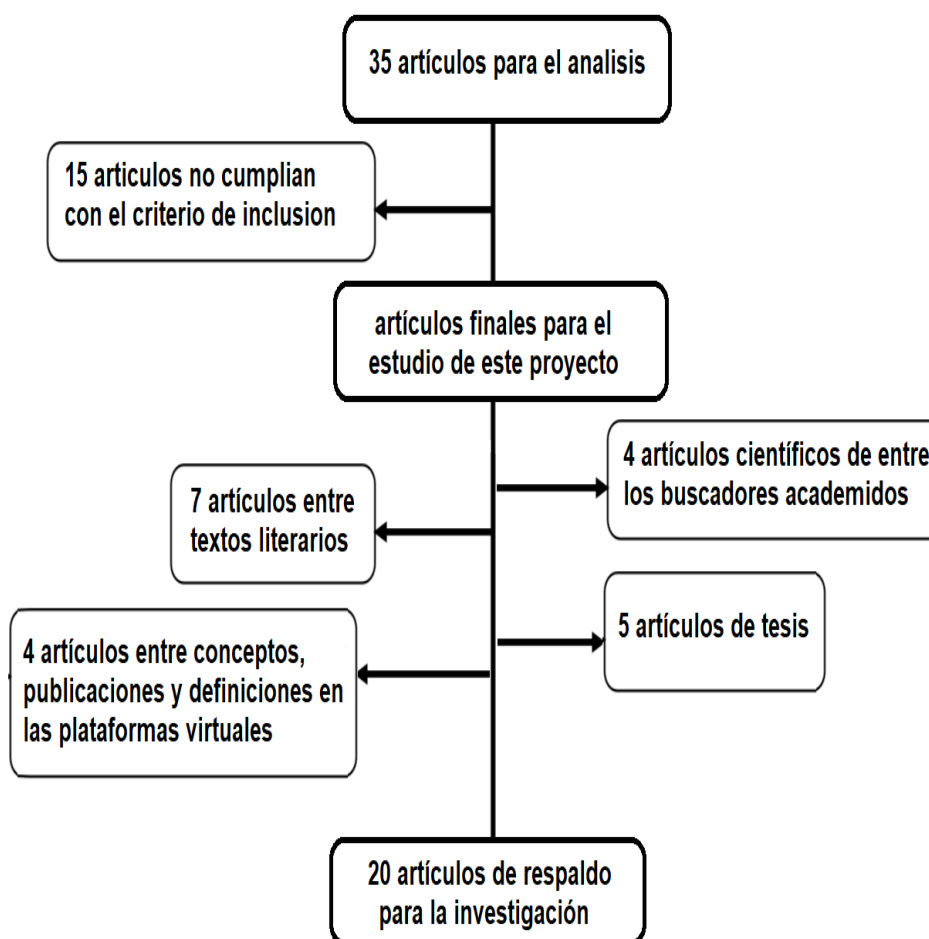 35 artículos para el analisis
15 articulos no cumplian
con el criterio de inclusion
artículos finales para el
estudio de este proyecto
4 artículos científicos de entre
los buscadores academidos
7 artículos entre
textos literarios
5 artículos de tesis
4 artículos entre conceptos,
publicaciones y definiciones en
las plataformas virtuales
20 artículos de respaldo
para la investigación